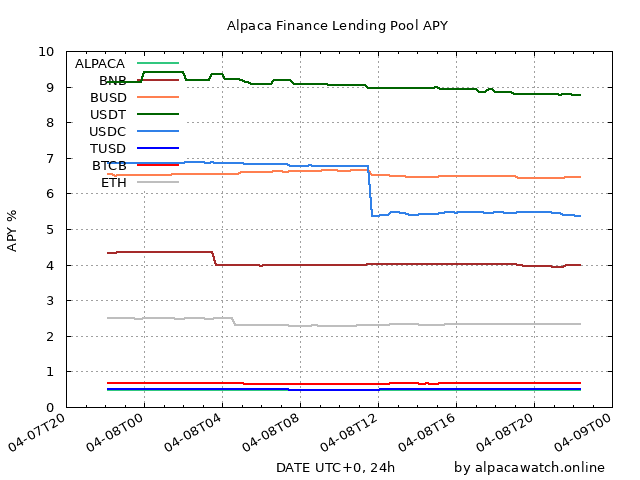 Alpaca Finance Lending Pool APY
10
9
8
7
6
5
4
3
2
1
0
APY %
ALPACA
BNB
BUSD
USDT
USDC
TUSD
BTCB
ETH
04-07T20
04-08T00
04-08T04
04-08T08
04-08T12
04-08T16
04-08T20
04-09T00
DATE UTC+0, 24h
by alpacawatch.online